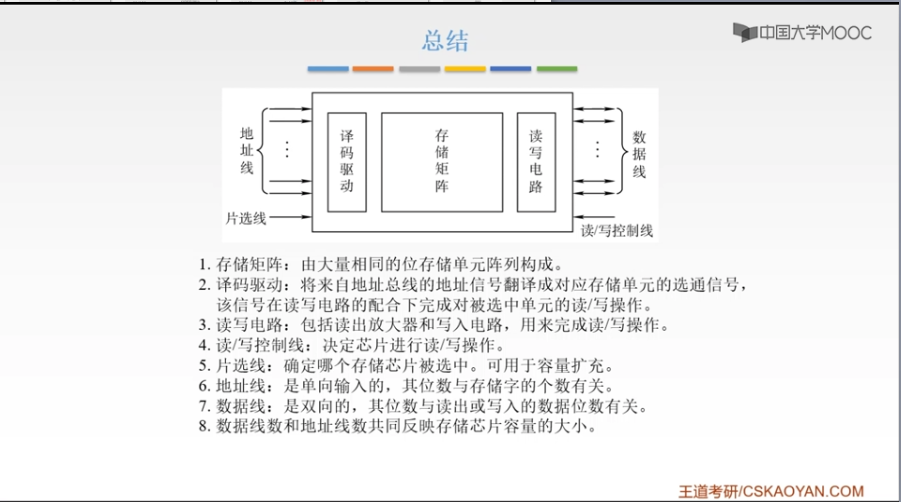 中国大学MOOC
总结
地址线
片选线
译码驱动
存储矩阵
读写电路
数据线
读/写控制线
1. 存储矩阵：由大量相同的位存储单元阵列构成。
2. 译码驱动：将来自地址总线的地址信号翻译成对应存储单元的选通信号，
该信号在读写电路的配合下完成对被选中单元的读/写操作。
3. 读写电路：包括读出放大器和写入电路，用来完成读/写操作。
4. 读/写控制线：决定芯片进行读/写操作。
5. 片选线：确定哪个存储芯片被选中。可用于容量扩充。
6. 地址线：是单向输入的，其位数与存储字的个数有关。
7. 数据线：是双向的，其位数与读出或写入的数据位数有关。
8. 数据线数和地址线数共同反映存储芯片容量的大小。
王道考研/CSKAOYAN.COM